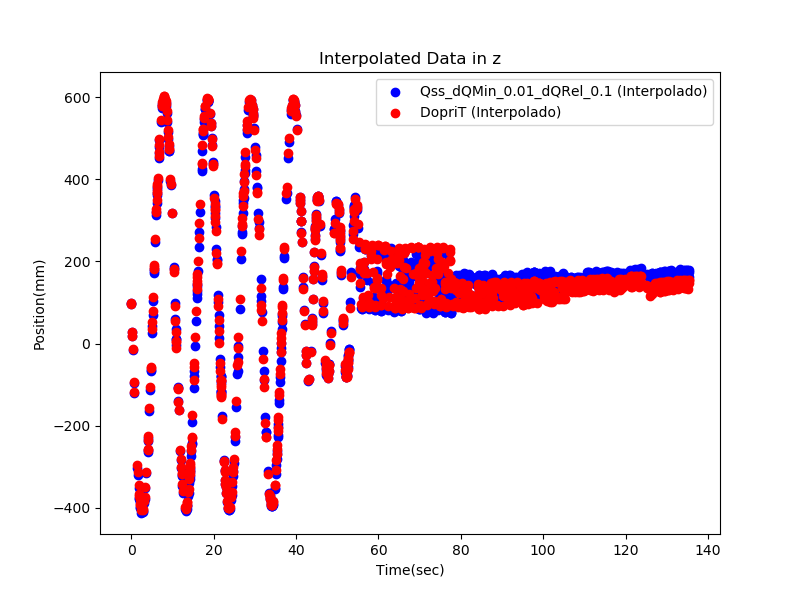 Interpolated Data in z
Qss_dQMin_0.01_dQRel_0.1 (Interpolado)
DopriT (Interpolado)
600
400
200
0
−200
−400
Position(mm)
0 20 40 60 80 100 120 140
Time(sec)